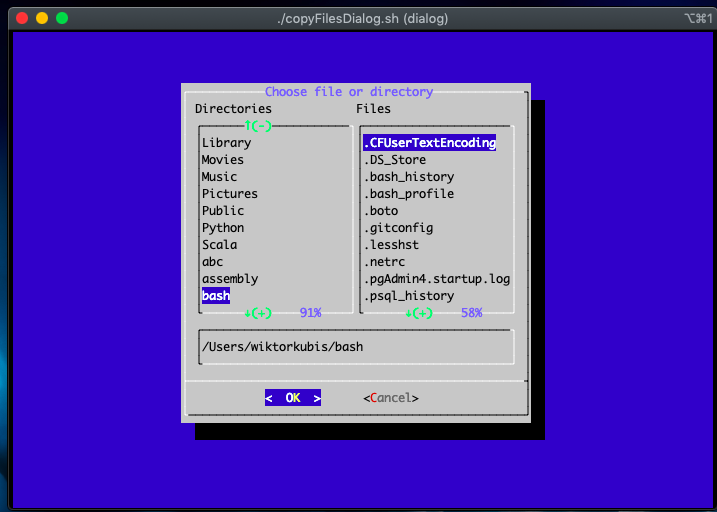 ./copyFilesDialog.sh (dialog)
⌥⌘1
Choose file or directory
Directories
Files
↑(-)
Library
Movies
Music
Pictures
Public
Python
Scala
abc
assembly
bash
↓(+) 91%
.CFUserTextEncoding
.DS_Store
.bash_history
.bash_profile
.boto
.gitconfig
.lesshst
.netrc
.pgAdmin4.startup.log
.psql_history
↓(+) 58%
/Users/wiktorkubis/bash
< OK >
<Cancel>